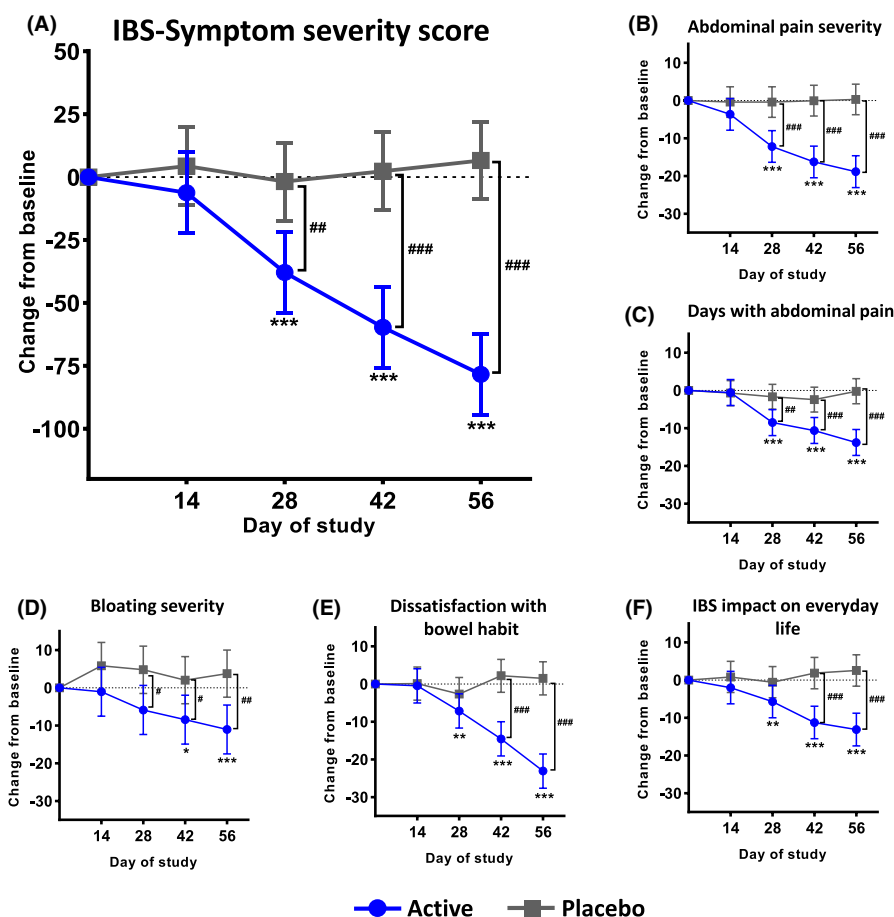 (A)
IBS-Symptom severity score
50
25
0
-25
-50
-75
-100
Change from baseline
##
###
###
***
***
***
14 28 42 56
Day of study
(B)
Abdominal pain severity
10
0
-10
-20
-30
Change from baseline
###
###
###
***
***
***
14 28 42 56
Day of study
(C)
Days with abdominal pain
10
0
-10
-20
-30
Change from baseline
##
###
###
***
***
***
14 28 42 56
Day of study
(D)
Bloating severity
10
0
-10
-20
-30
Change from baseline
#
#
##
*
***
14 28 42 56
Day of study
(E)
Dissatisfaction with
bowel habit
10
0
-10
-20
-30
Change from baseline
###
###
**
***
***
14 28 42 56
Day of study
(F)
IBS impact on everyday
life
10
0
-10
-20
-30
Change from baseline
###
###
**
***
***
14 28 42 56
Day of study
Active
Placebo